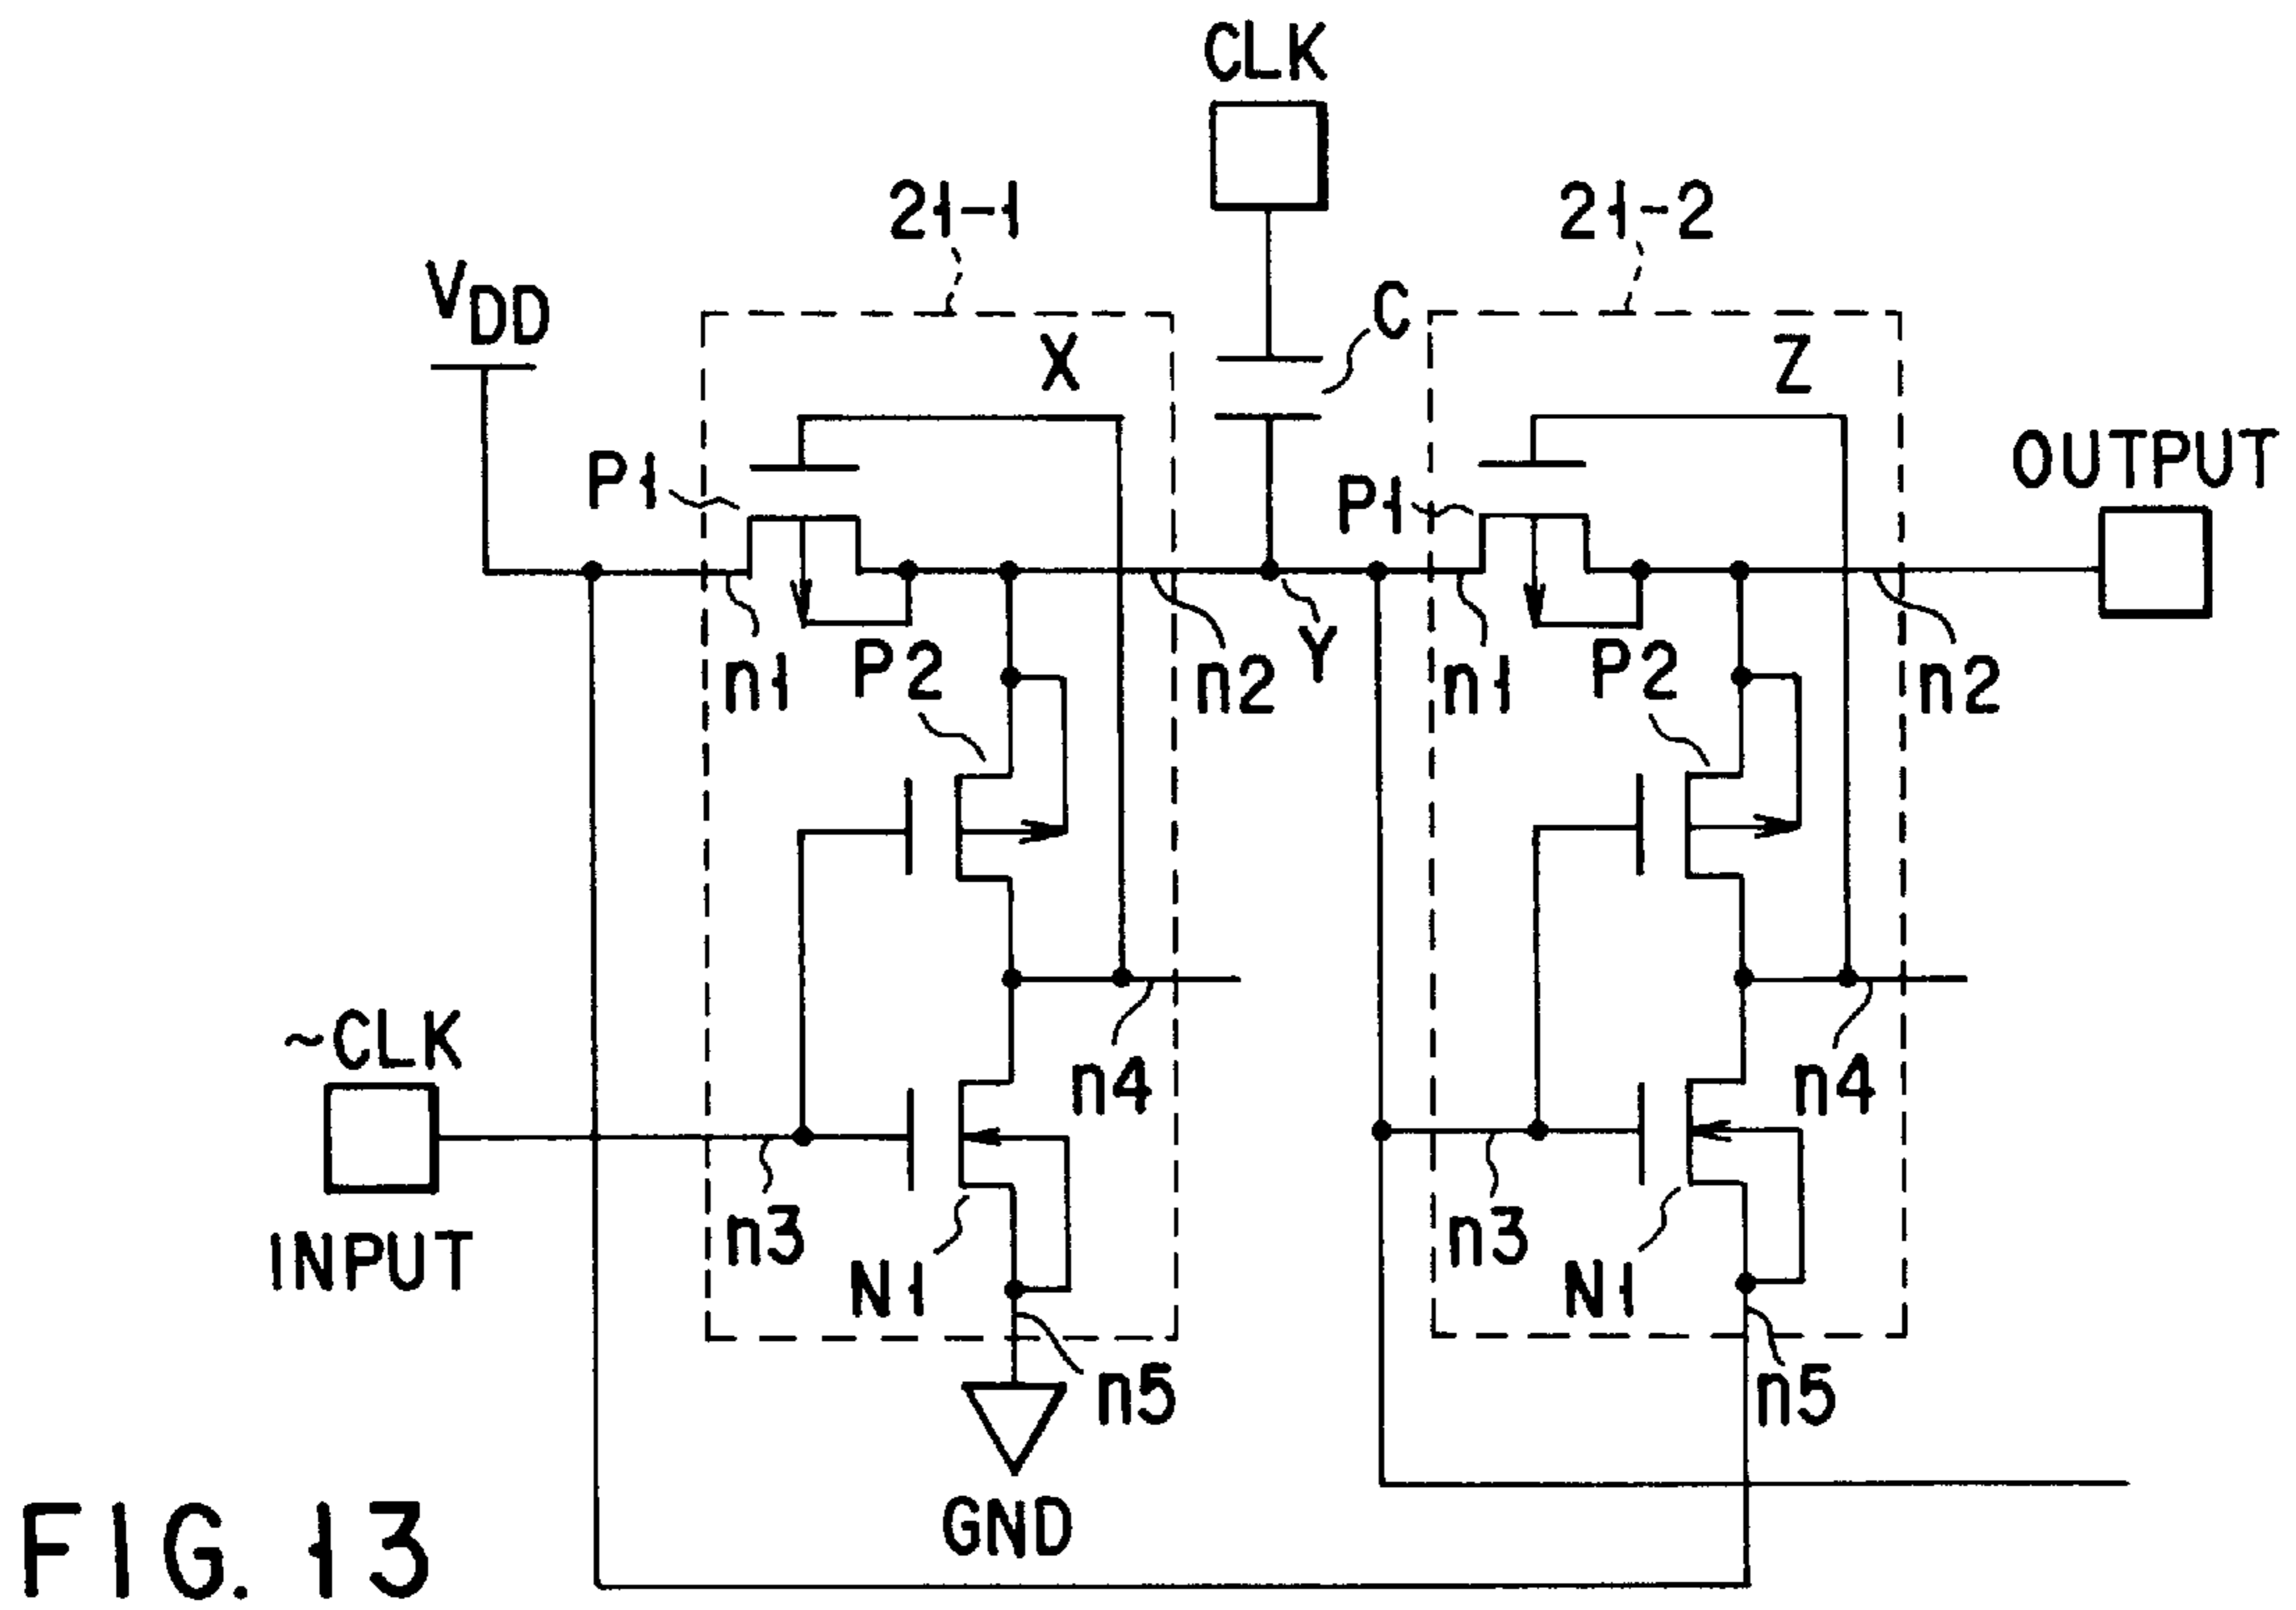 CLK
21-1
21-2
VDD
C
X
Z
P1
P1
OUTPUT
n1
P2
n2
Y
n1
P2
n2
~CLK
n4
n4
INPUT
n3
N1
n3
N1
n5
n5
GND
FIG. 13